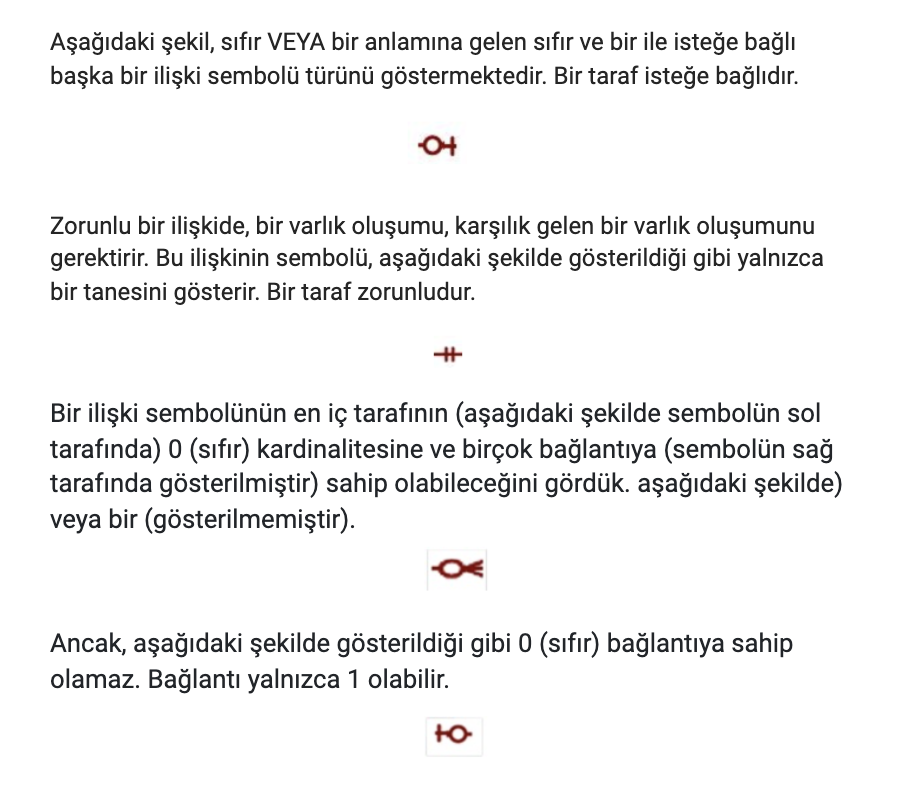 Aşağıdaki şekil, sıfır VEYA bir anlamına gelen sıfır ve bir ile isteğe bağlı
başka bir ilişki sembolü türünü göstermektedir. Bir taraf isteğe bağlıdır.
Zorunlu bir ilişkide, bir varlık oluşumu, karşılık gelen bir varlık oluşumunu
gerektirir. Bu ilişkinin sembolü, aşağıdaki şekilde gösterildiği gibi yalnızca
bir tanesini gösterir. Bir taraf zorunludur.
Bir ilişki sembolünün en iç tarafının (aşağıdaki şekilde sembolün sol
tarafında) 0 (sıfır) kardinalitesine ve birçok bağlantıya (sembolün sağ
tarafında gösterilmiştir) sahip olabileceğini gördük. aşağıdaki şekilde)
veya bir (gösterilmemiştir).
Ancak, aşağıdaki şekilde gösterildiği gibi 0 (sıfır) bağlantıya sahip
olamaz. Bağlantı yalnızca 1 olabilir.